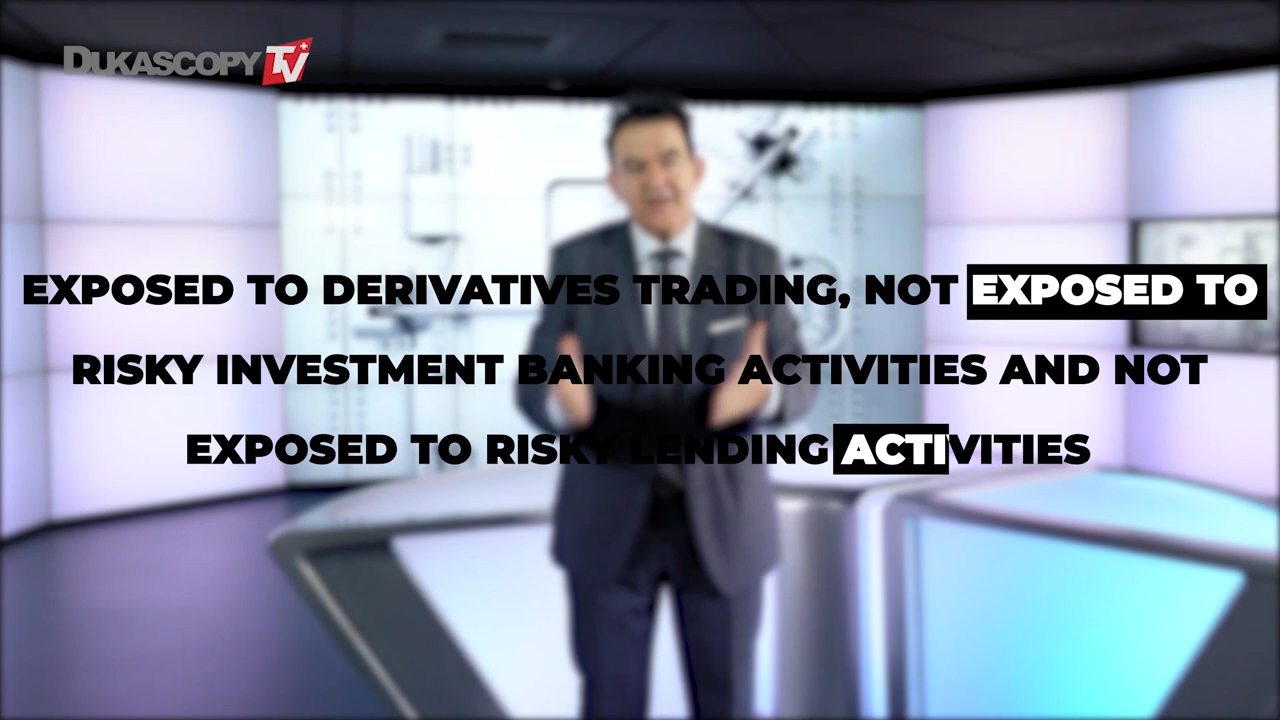 DUKASCOPY TV
EXPOSED TO DERIVATIVES TRADING, NOT EXPOSED TO
RISKY INVESTMENT BANKING ACTIVITIES AND NOT
EXPOSED TO RISKY LENDING ACTIVITIES